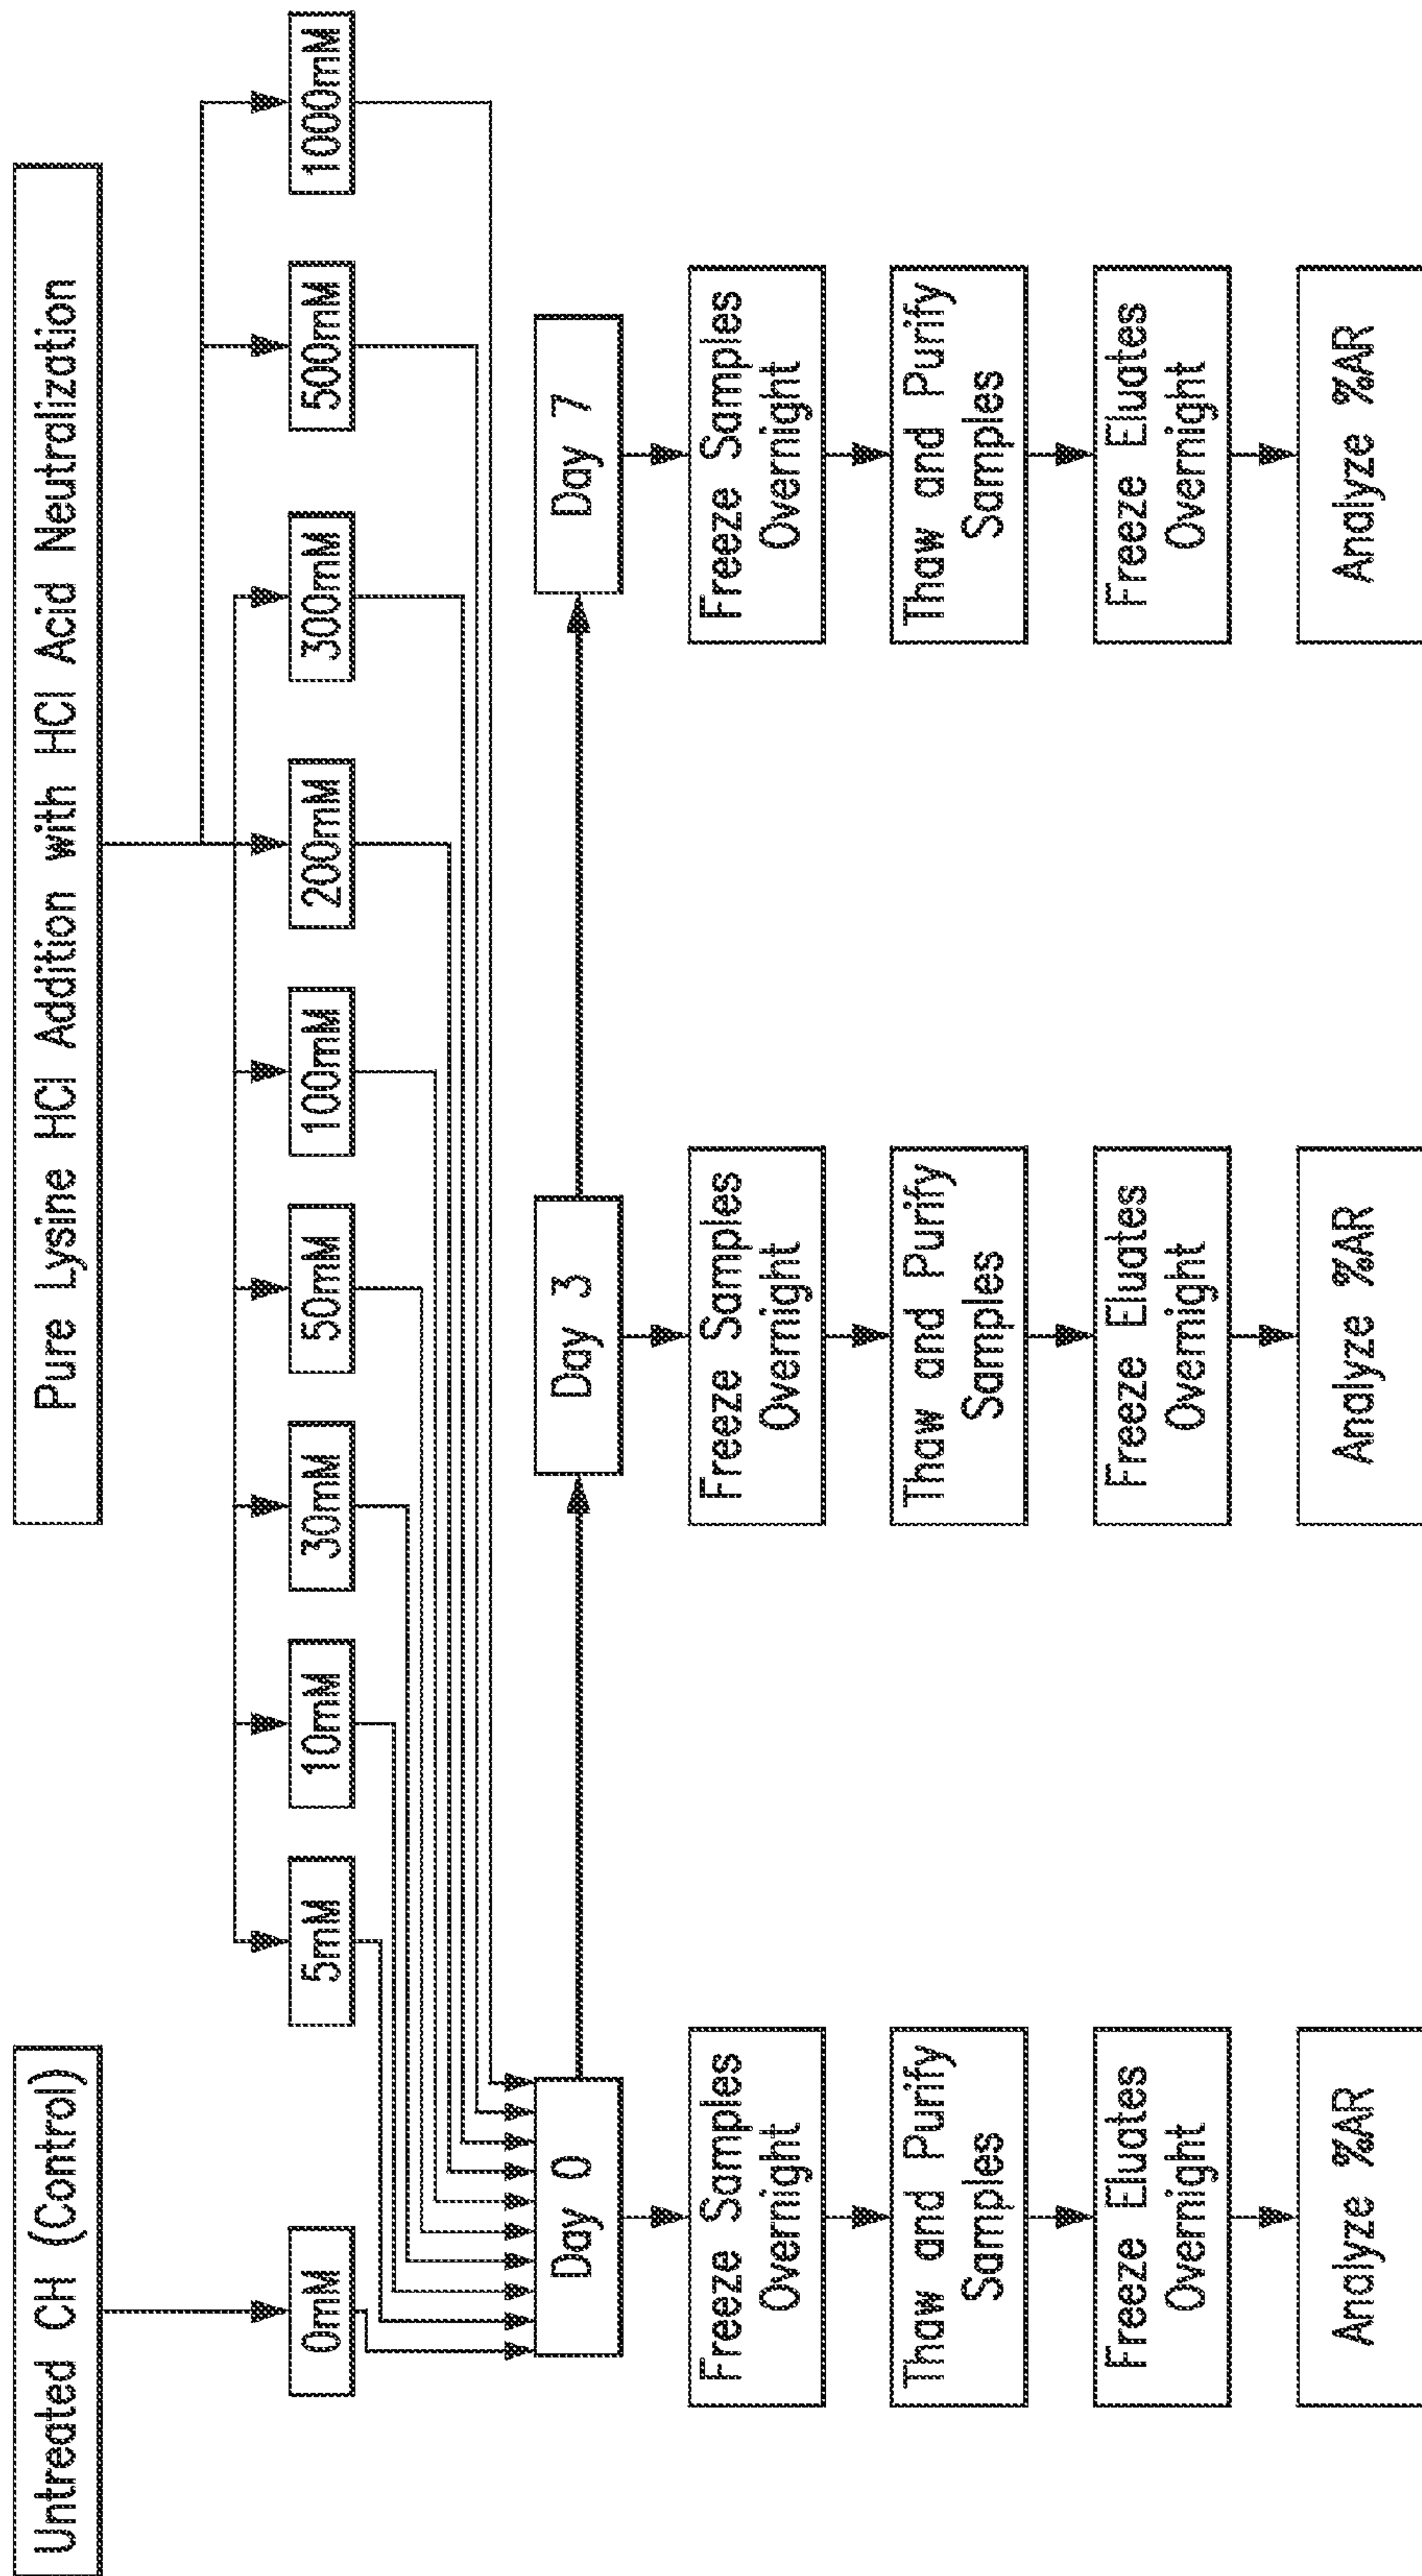 Untreated CH (Control)
Pure Lysine HCl Addition with HCl Acid Neutralization
0mM
5mM
10mM
30mM
50mM
100mM
200mM
300mM
500mM
1000mM
Day 0
Day 3
Day 7
Freeze Samples
Overnight
Freeze Samples
Overnight
Freeze Samples
Overnight
Thaw and Purify
Samples
Thaw and Purify
Samples
Thaw and Purify
Samples
Freeze Eluates
Overnight
Freeze Eluates
Overnight
Freeze Eluates
Overnight
Analyze %AR
Analyze %AR
Analyze %AR